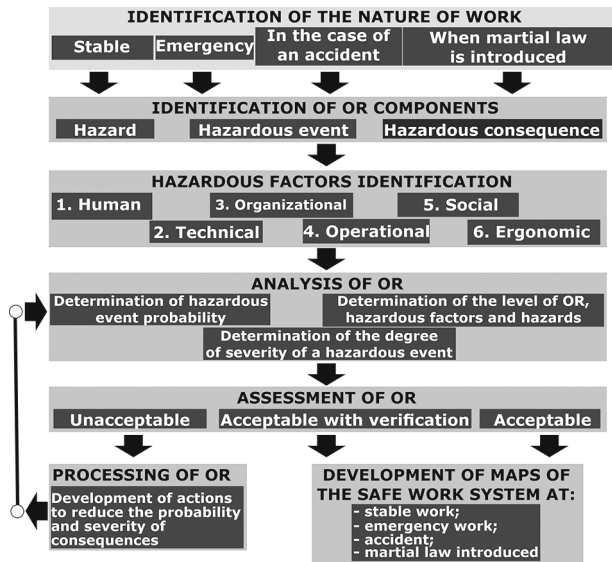 IDENTIFICATION OF THE NATURE OF WORK
Stable
Emergency
In the case of
an accident
When martial law
is introduced
IDENTIFICATION OF OR COMPONENTS
Hazard
Hazardous event
Hazardous consequence
HAZARDOUS FACTORS IDENTIFICATION
1. Human
2. Technical
3. Organizational
4. Operational
5. Social
6. Ergonomic
ANALYSIS OF OR
Determination of hazardous
event probability
Determination of the level of OR,
hazardous factors and hazards
Determination of the degree
of severity of a hazardous event
ASSESSMENT OF OR
Unacceptable
Acceptable with verification
Acceptable
PROCESSING OF OR
Development of actions
to reduce the probability
and severity of
consequences
DEVELOPMENT OF MAPS OF
THE SAFE WORK SYSTEM AT:
- stable work;
- emergency work;
- accident;
- martial law introduced